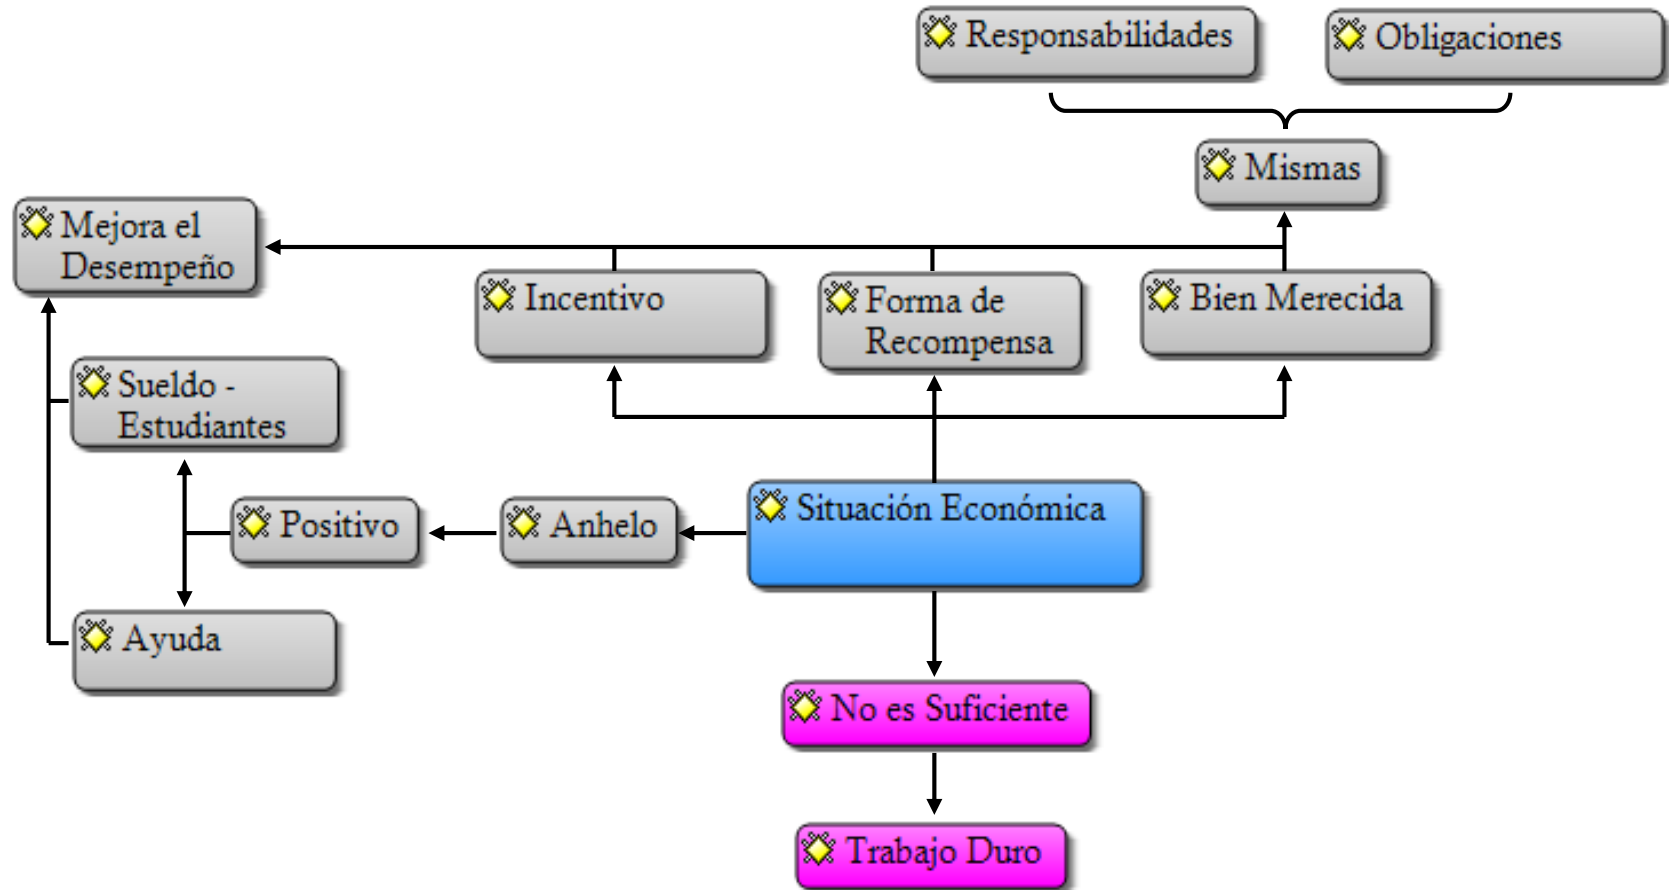 Responsabilidades
Obligaciones
Mismas
Mejora el
Desempeño
Incentivo
Forma de
Recompensa
Bien Merecida
Sueldo -
Estudiantes
Positivo
Anhelo
Situación Económica
Ayuda
No es Suficiente
Trabajo Duro